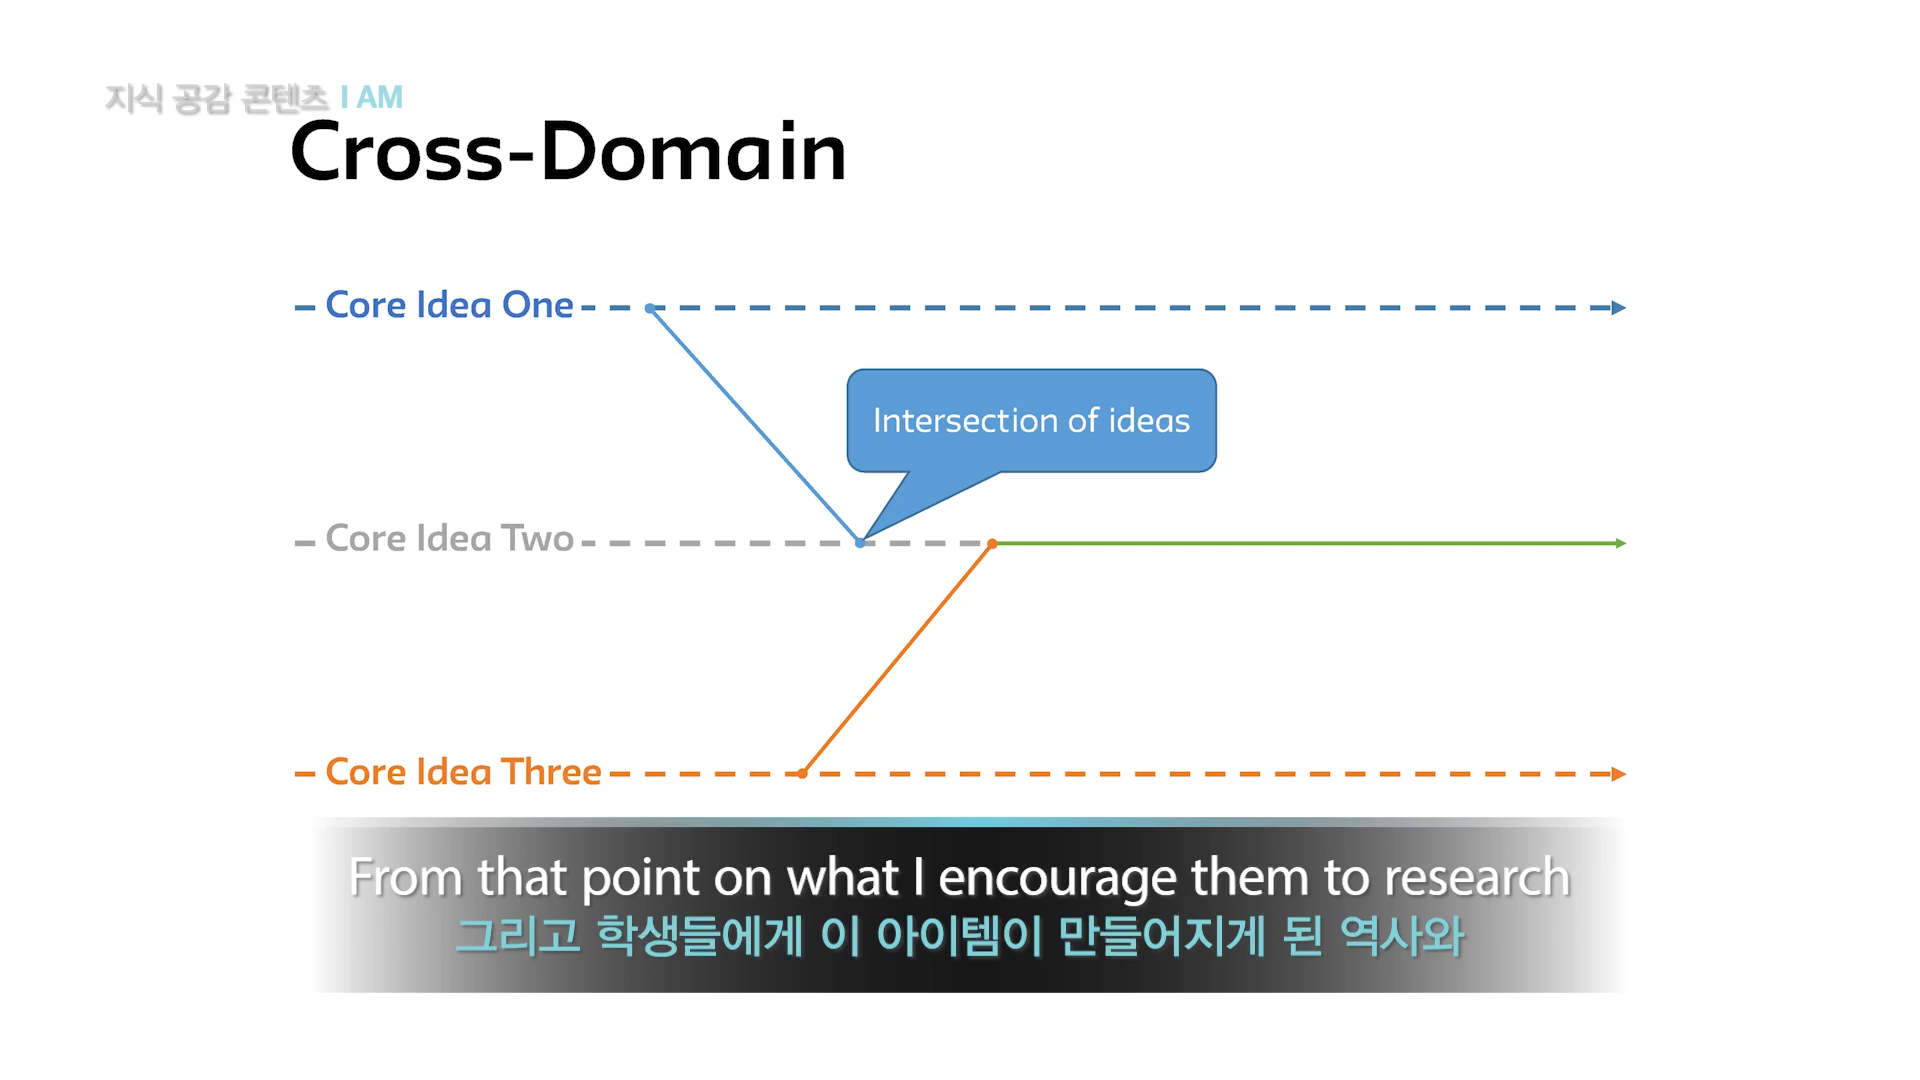 지식 공감 콘텐츠 I AM
Cross-Domain
Core Idea One
Intersection of ideas
Core Idea Two
Core Idea Three
From that point on what I encourage them to research
그리고 학생들에게 이 아이템이 만들어지게 된 역사와